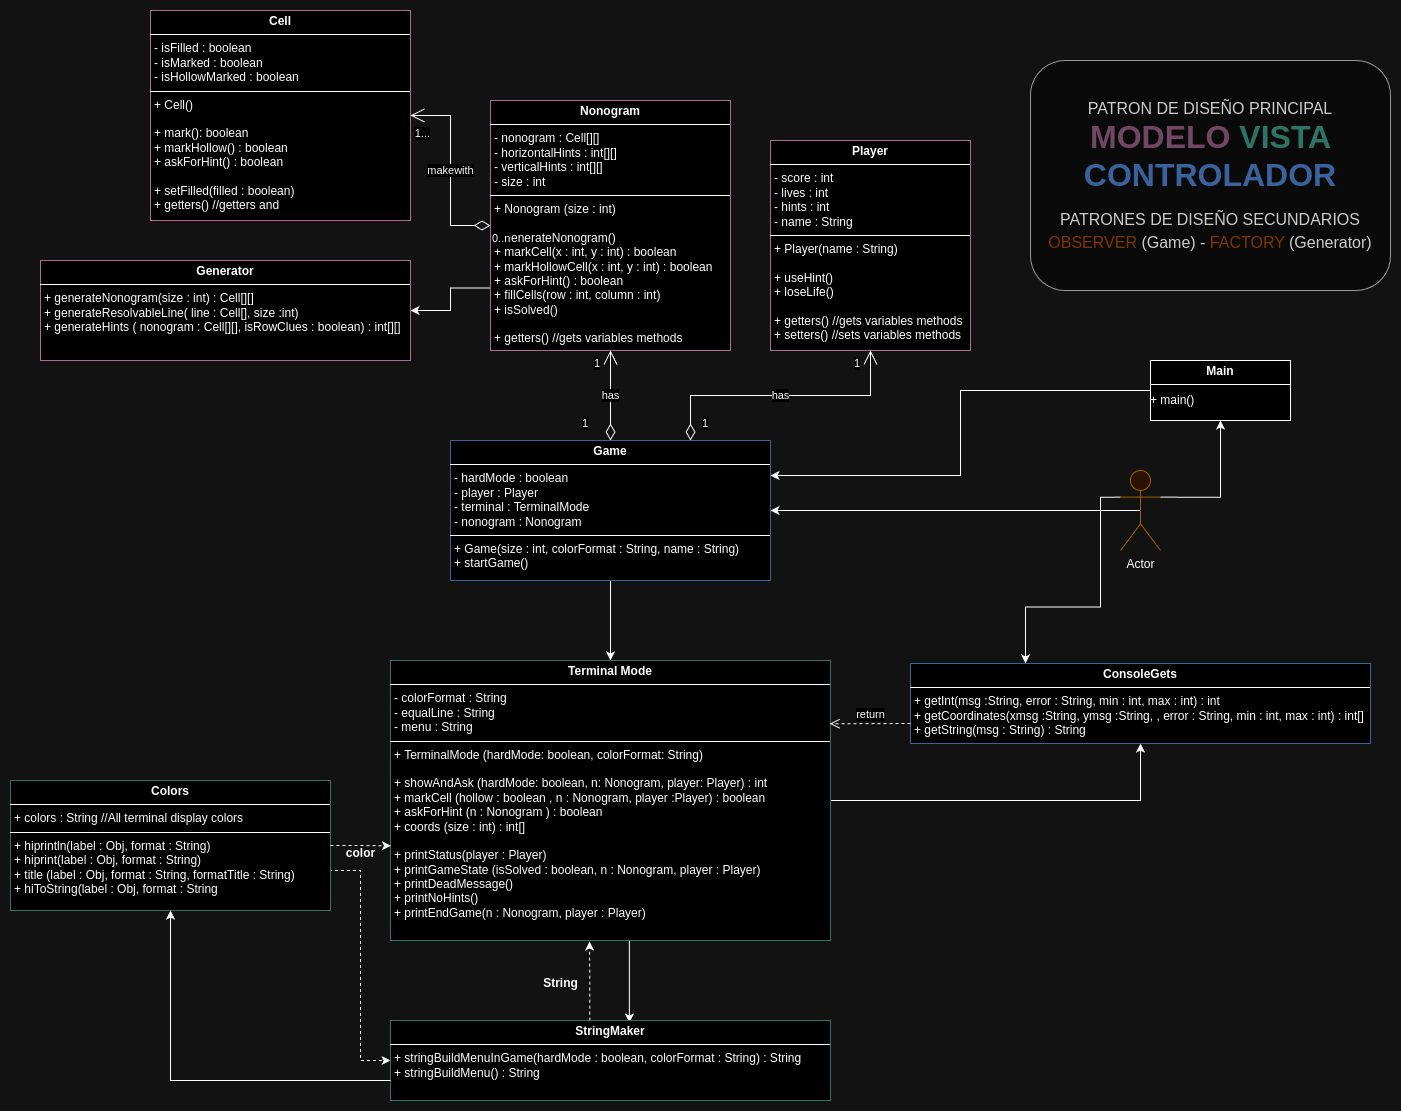 Cell
- isFilled : boolean
- isMarked : boolean
- isHollowMarked : boolean
+ Cell()
+ mark(): boolean
+ markHollow() : boolean
+ askForHint() : boolean
+ setFilled(filled : boolean)
+ getters() //getters and
1...
makewith
Nonogram
- nonogram : Cell[][]
- horizontalHints : int[][]
- verticalHints : int[][]
- size : int
+ Nonogram (size : int)
0..n
enerateNonogram()
+ markCell(x : int, y : int) : boolean
+ markHollowCell(x : int, y : int) : boolean
+ askForHint() : boolean
+ fillCells(row : int, column : int)
+ isSolved()
+ getters() //gets variables methods
Player
- score : int
- lives : int
- hints : int
- name : String
+ Player(name : String)
+ useHint()
+ loseLife()
+ getters() //gets variables methods
+ setters() //sets variables methods
PATRON DE DISEÑO PRINCIPAL
MODELO VISTA
CONTROLADOR
PATRONES DE DISEÑO SECUNDARIOS
OBSERVER (Game) - FACTORY (Generator)
Generator
+ generateNonogram(size : int) : Cell[][]
+ generateResolvableLine( line : Cell[], size :int)
+ generateHints ( nonogram : Cell[][], isRowClues : boolean) : int[][]
1
has
1
1
has
1
Main
+ main()
Game
- hardMode : boolean
- player : Player
- terminal : TerminalMode
- nonogram : Nonogram
+ Game(size : int, colorFormat : String, name : String)
+ startGame()
Actor
Terminal Mode
- colorFormat : String
- equalLine : String
- menu : String
+ TerminalMode (hardMode: boolean, colorFormat: String)
+ showAndAsk (hardMode: boolean, n: Nonogram, player: Player) : int
+ markCell (hollow : boolean , n : Nonogram, player :Player) : boolean
+ askForHint (n : Nonogram ) : boolean
+ coords (size : int) : int[]
+ printStatus(player : Player)
+ printGameState (isSolved : boolean, n : Nonogram, player : Player)
+ printDeadMessage()
+ printNoHints()
+ printEndGame(n : Nonogram, player : Player)
return
ConsoleGets
+ getInt(msg :String, error : String, min : int, max : int) : int
+ getCoordinates(xmsg :String, ymsg :String, , error : String, min : int, max : int) : int[]
+ getString(msg : String) : String
Colors
+ colors : String //All terminal display colors
+ hiprintln(label : Obj, format : String)
+ hiprint(label : Obj, format : String)
+ title (label : Obj, format : String, formatTitle : String)
+ hiToString(label : Obj, format : String
color
String
StringMaker
+ stringBuildMenuInGame(hardMode : boolean, colorFormat : String) : String
+ stringBuildMenu() : String